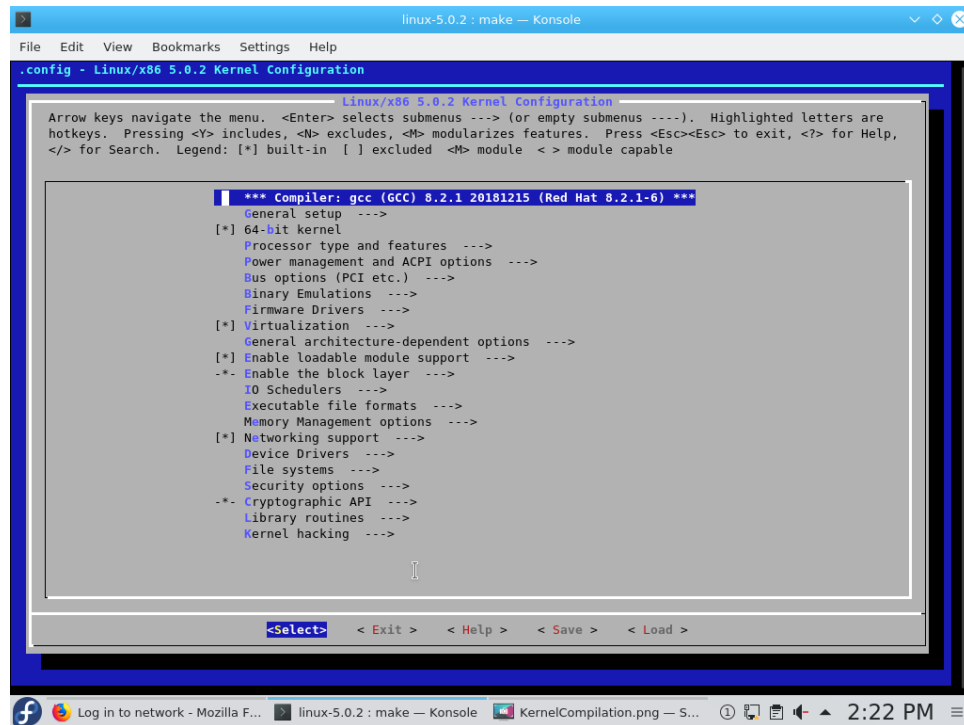 linux-5.0.2 : make — Konsole
File Edit View Bookmarks Settings Help
.config - Linux/x86 5.0.2 Kernel Configuration
Linux/x86 5.0.2 Kernel Configuration
Arrow keys navigate the menu. <Enter> selects submenus ---> (or empty submenus ----). Highlighted letters are
hotkeys. Pressing <Y> includes, <N> excludes, <M> modularizes features. Press <Esc><Esc> to exit, <?> for Help,
</> for Search. Legend: [*] built-in [ ] excluded <M> module < > module capable
*** Compiler: gcc (GCC) 8.2.1 20181215 (Red Hat 8.2.1-6) ***
General setup --->
[*] 64-bit kernel
Processor type and features --->
Power management and ACPI options --->
Bus options (PCI etc.) --->
Binary Emulations --->
Firmware Drivers --->
[*] Virtualization --->
General architecture-dependent options --->
[*] Enable loadable module support --->
-*- Enable the block layer --->
IO Schedulers --->
Executable file formats --->
Memory Management options --->
[*] Networking support --->
Device Drivers --->
File systems --->
Security options --->
-*- Cryptographic API --->
Library routines --->
Kernel hacking --->
<Select> < Exit > < Help > < Save > < Load >
Log in to network - Mozilla F... linux-5.0.2 : make — Konsole KernelCompilation.png — S... 1 2:22 PM